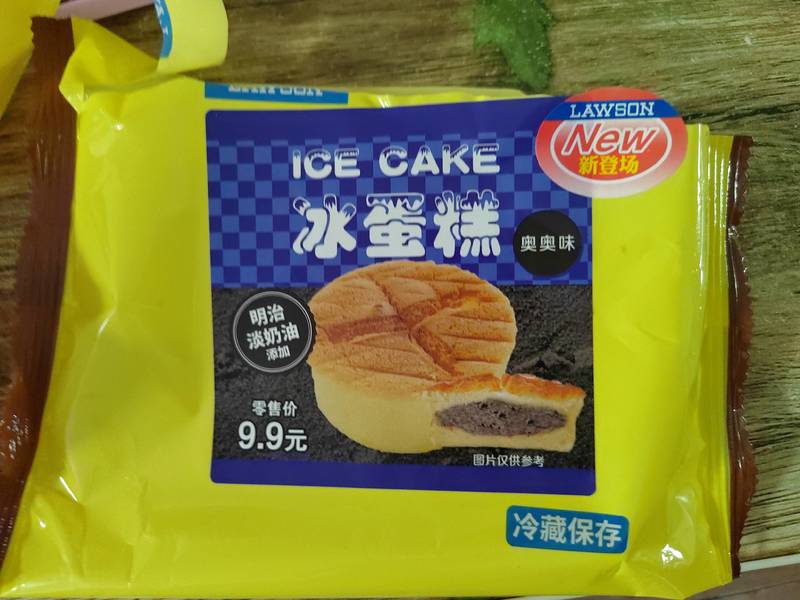 LAWSON
LAWSON
New
新登场
ICE CAKE
冰蛋糕
奥奥味
明治
淡奶油
添加
零售价
9.9元
图片仅供参考
冷藏保存